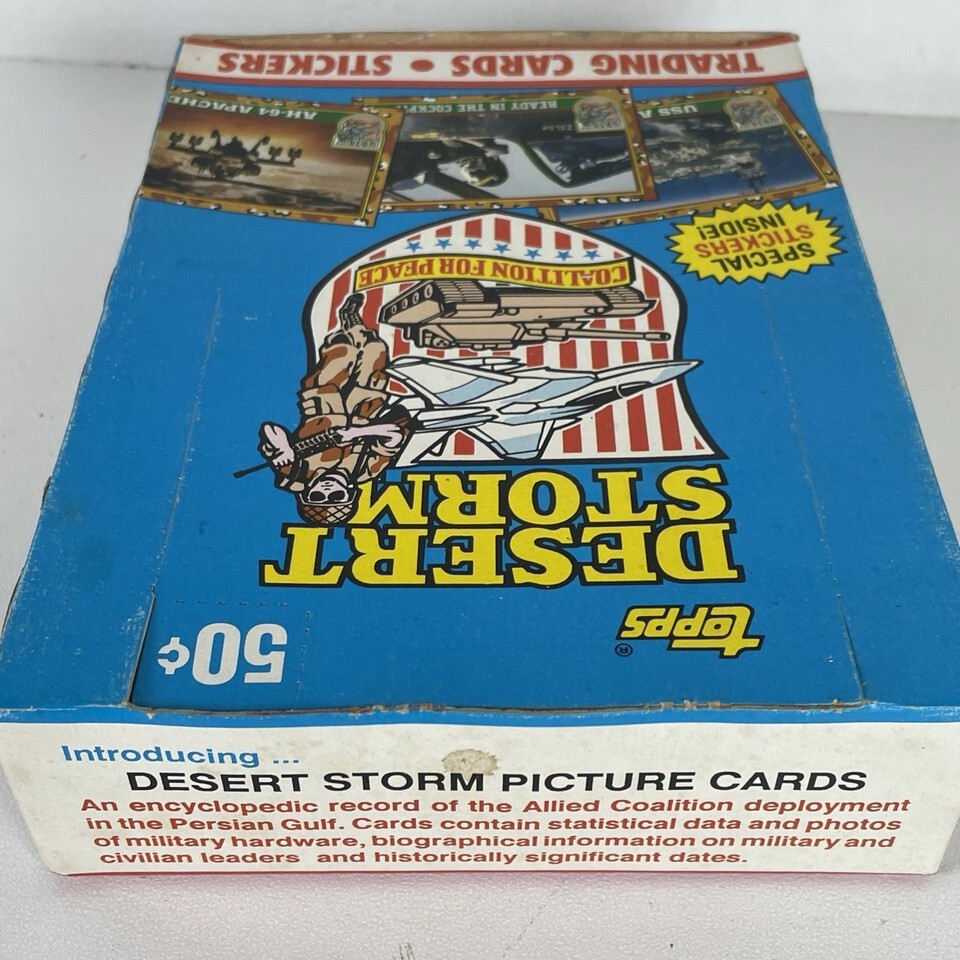 TRADING CARDS • STICKERS
AH-64 APACHE
READY IN THE COCKPIT
USS
SPECIAL
STICKERS
INSIDE!
COALITION FOR PEACE
DESERT
STORM
topps®
50¢
Introducing ...
DESERT STORM PICTURE CARDS
An encyclopedic record of the Allied Coalition deployment
in the Persian Gulf. Cards contain statistical data and photos
of military hardware, biographical information on military and
civilian leaders and historically significant dates.